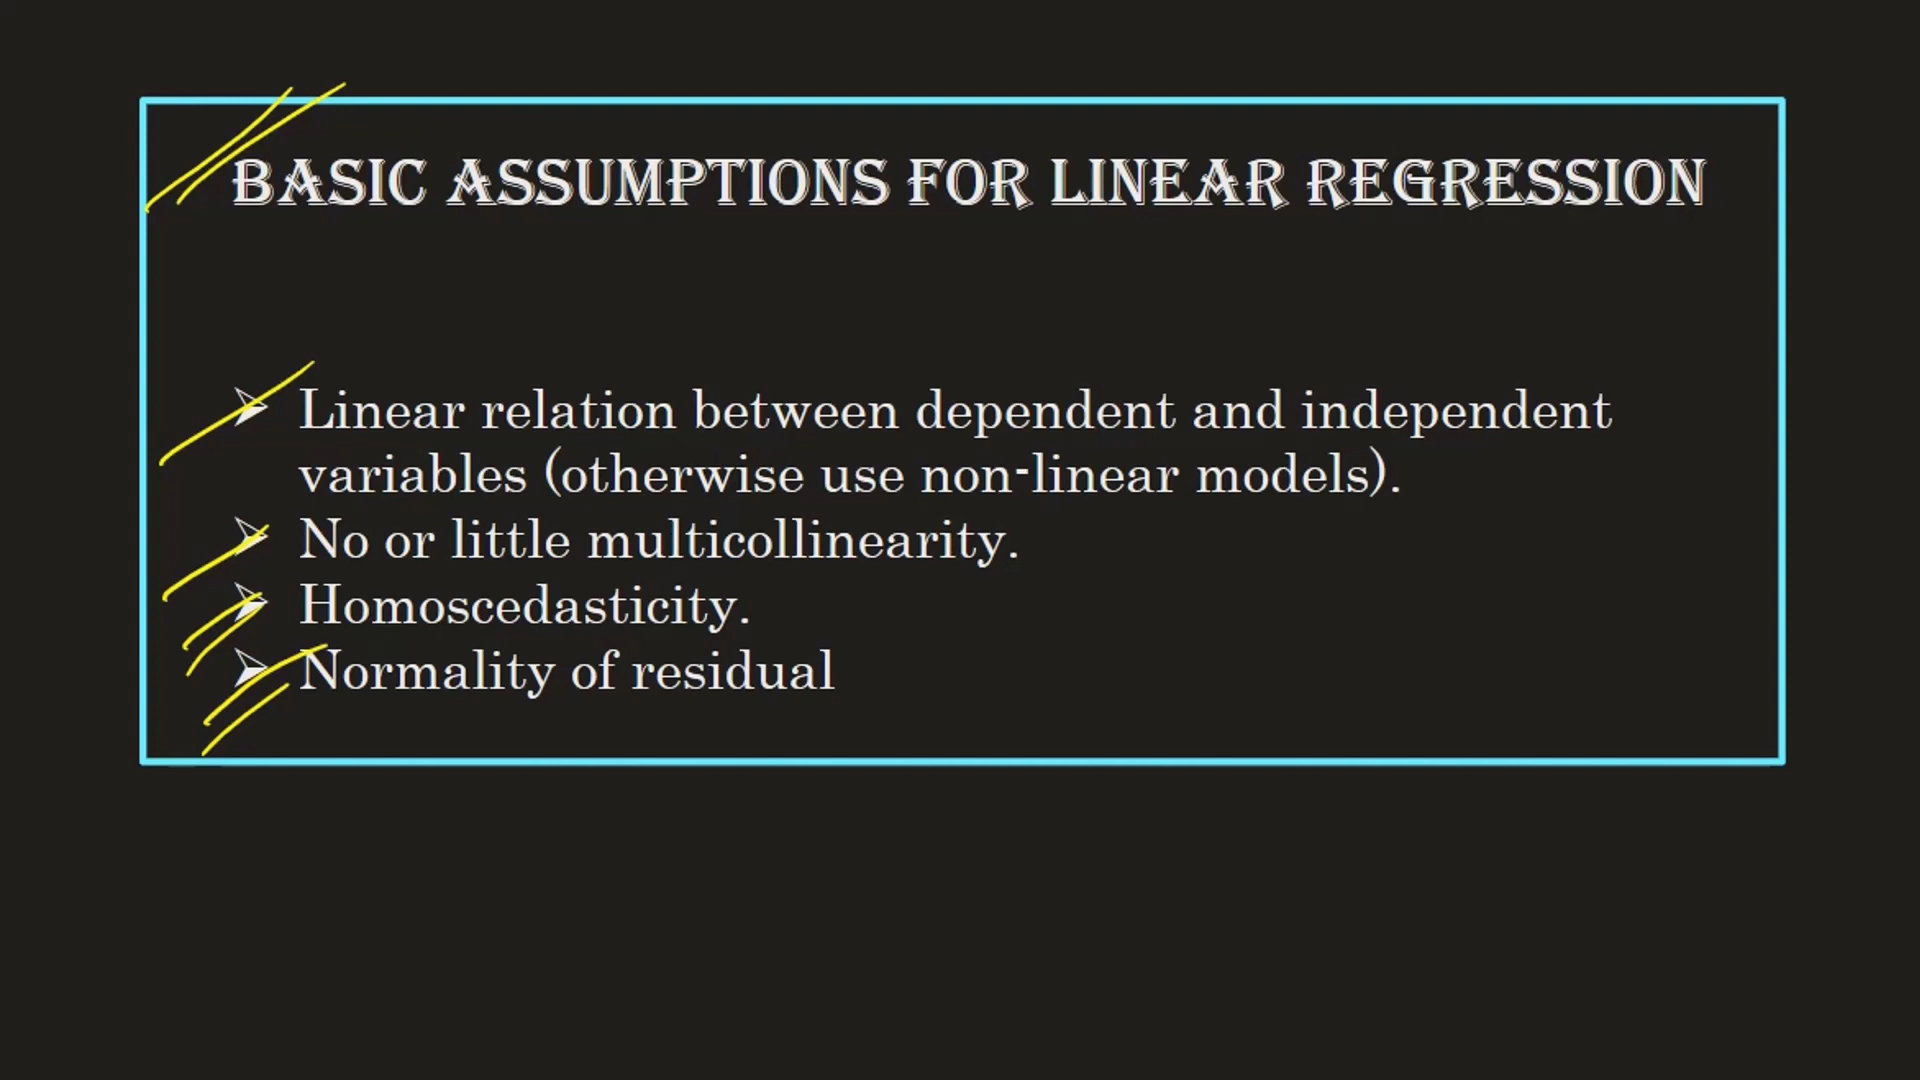 BASIC ASSUMPTIONS FOR LINEAR REGRESSION
➢ Linear relation between dependent and independent
variables (otherwise use non-linear models).
➢ No or little multicollinearity.
➢ Homoscedasticity.
➢ Normality of residual